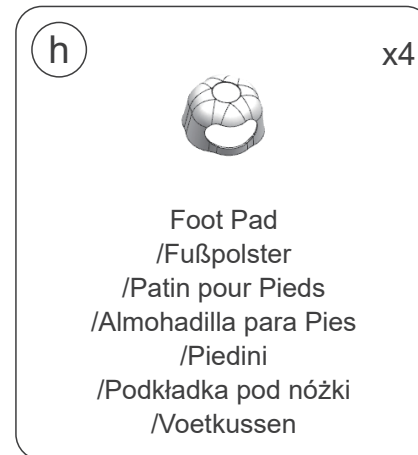 h
x4
Foot Pad
/Fußpolster
/Patin pour Pieds
/Almohadilla para Pies
/Piedini
/Podkładka pod nóżki
/Voetkussen